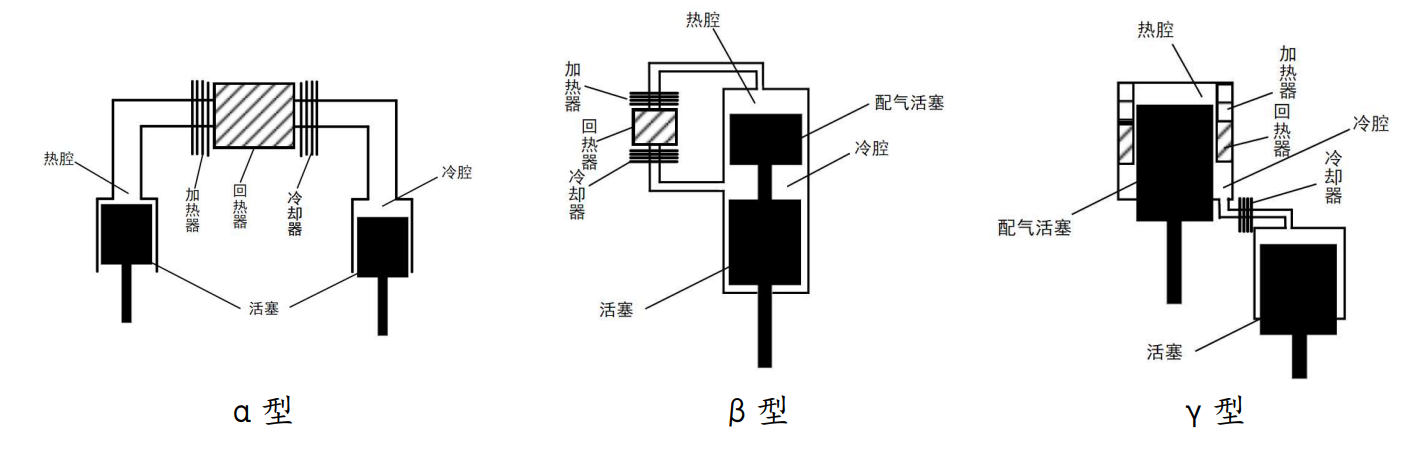 热腔
加热器
回热器
冷却器
冷腔
活塞
α 型
热腔
加热器
回热器
冷却器
配气活塞
冷腔
活塞
β 型
热腔
加热器
回热器
冷腔
冷却器
配气活塞
活塞
γ 型